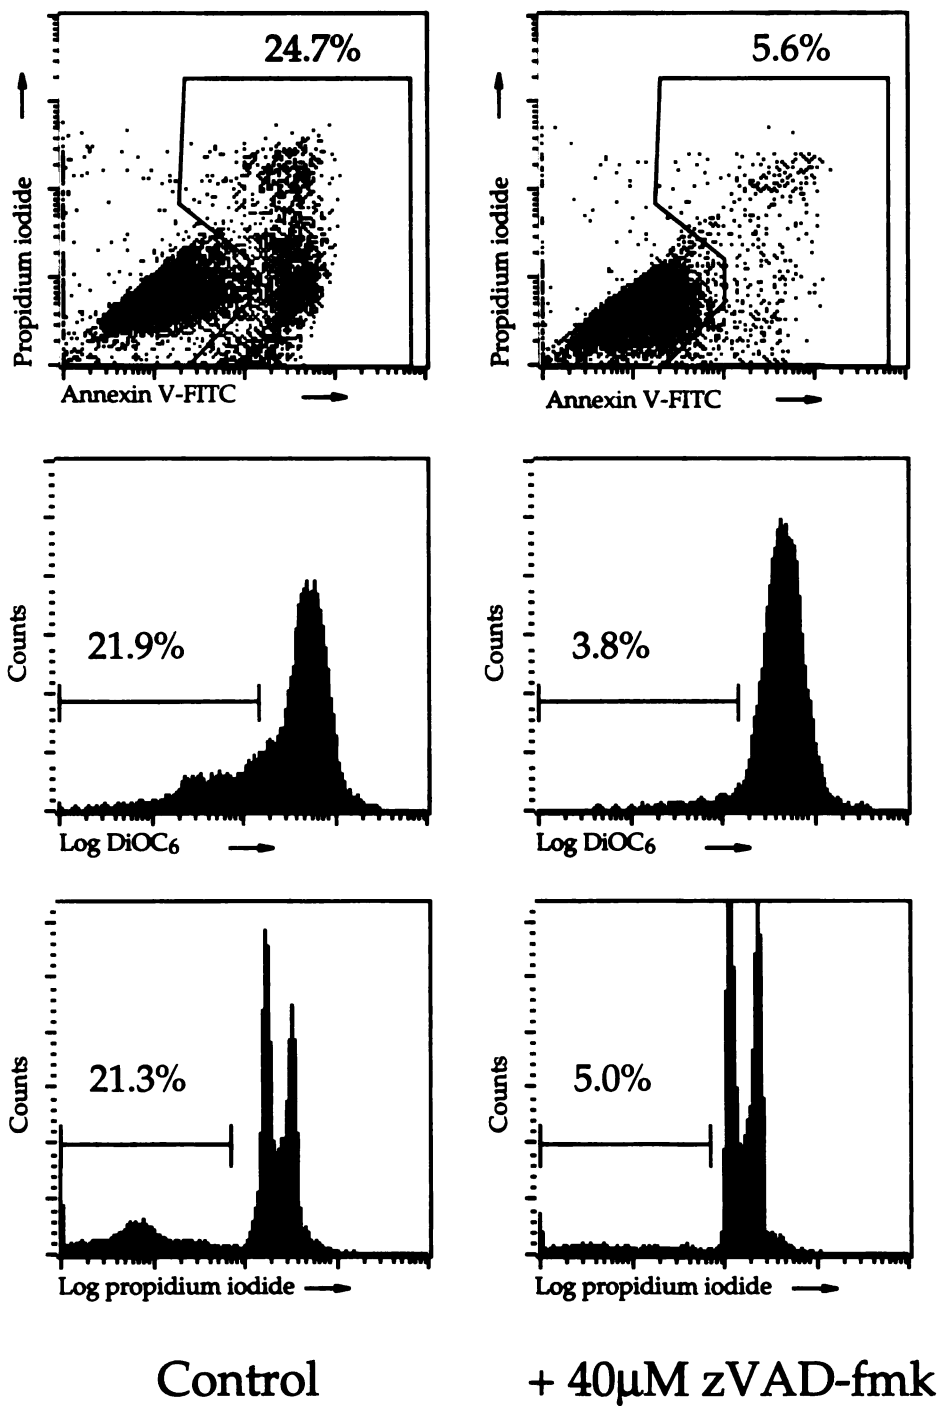 24.7%
5.6%
Propidium iodide
Propidium iodide
Annexin V-FITC
Annexin V-FITC
21.9%
3.8%
Counts
Counts
Log DiOC6
Log DiOC6
21.3%
5.0%
Counts
Counts
Log propidium iodide
Log propidium iodide
Control
+ 40μM zVAD-fmk